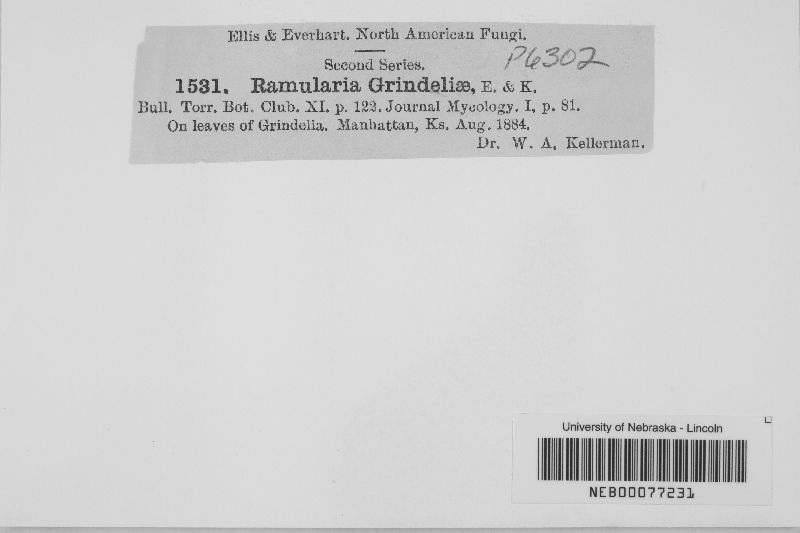 Ellis & Everhart. North American Fungi.
Second Series.
P6302
1531. Ramularia Grindeliæ, E. & K.
Bull. Torr. Bot. Club. XI. p. 122. Journal Mycology. I, p. 81.
On leaves of Grindelia. Manhattan, Ks. Aug. 1884.
Dr. W. A. Kellerman.
University of Nebraska - Lincoln
NEB00077231